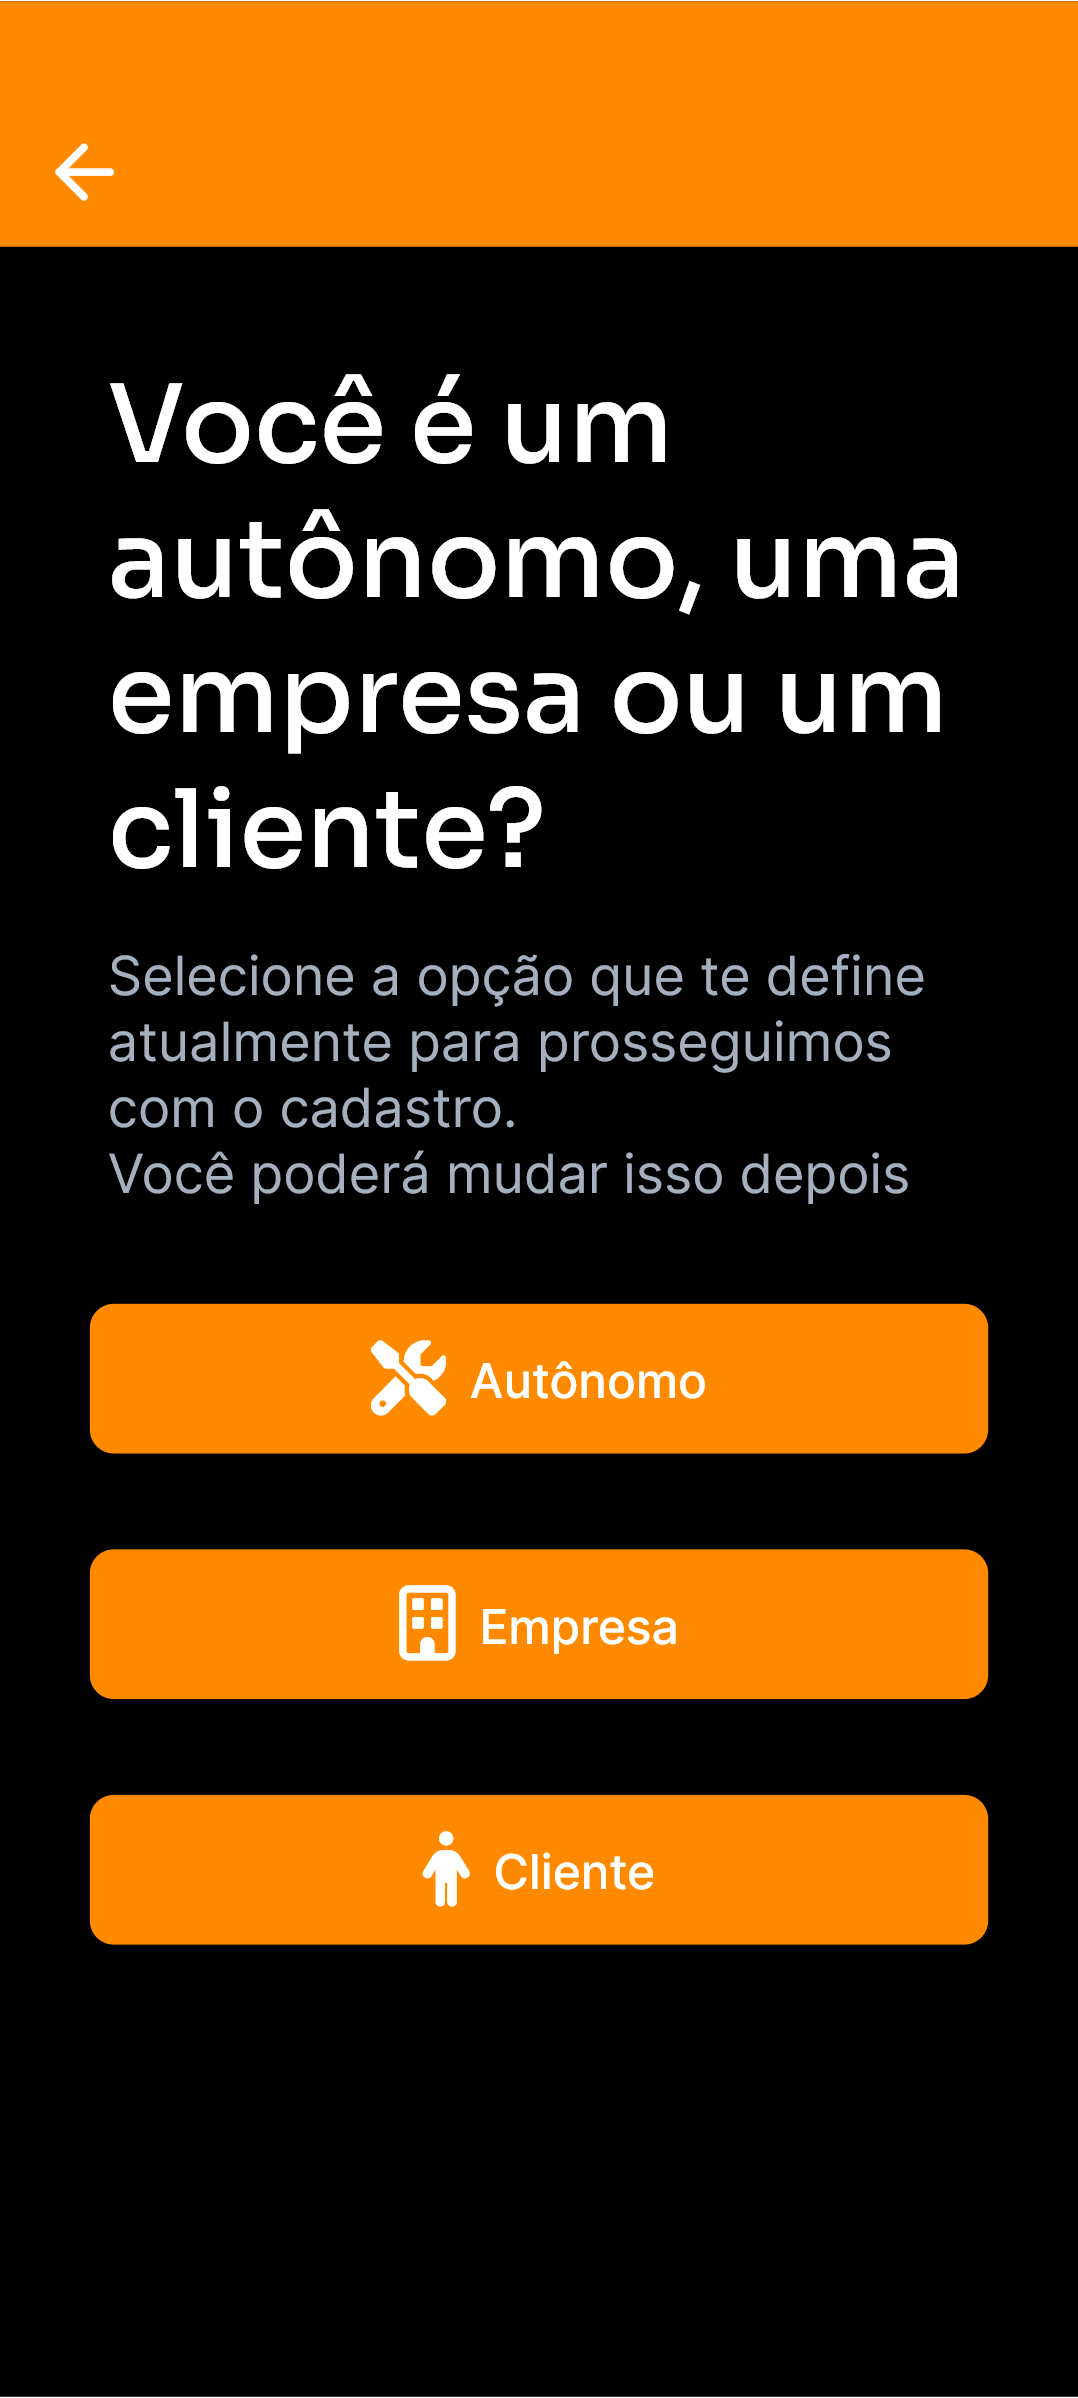 Você é um
autônomo, uma
empresa ou um
cliente?
Selecione a opção que te define
atualmente para prosseguimos
com o cadastro.
Você poderá mudar isso depois
Autônomo
Empresa
Cliente